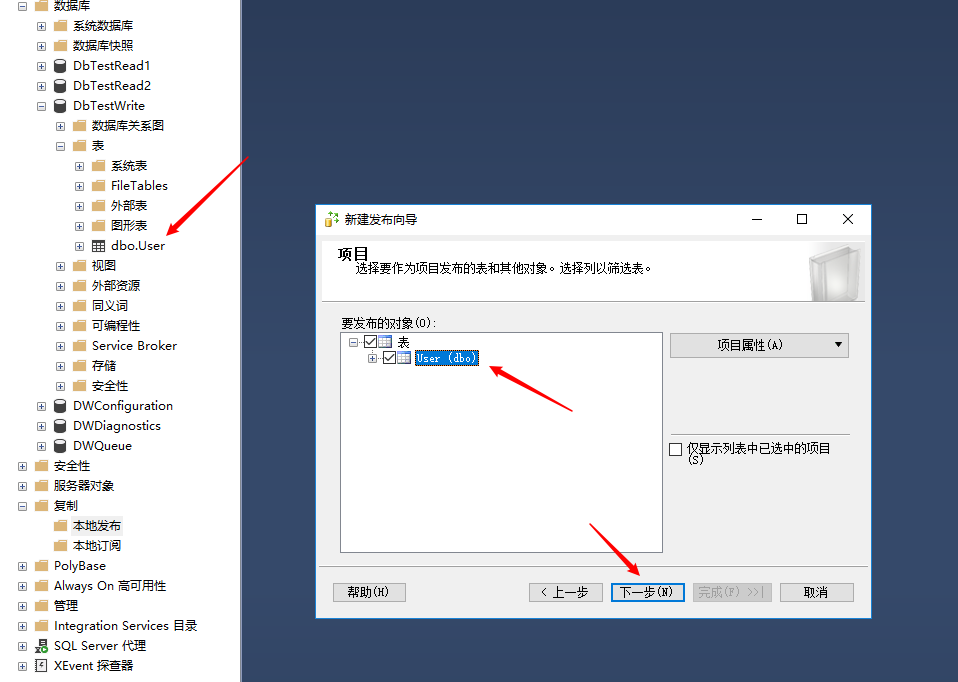 数据库
系统数据库
数据库快照
DbTestRead1
DbTestRead2
DbTestWrite
数据库关系图
表
系统表
FileTables
外部表
图形表
dbo.User
视图
外部资源
同义词
可编程性
Service Broker
存储
安全性
DWConfiguration
DWDiagnostics
DWQueue
安全性
服务器对象
复制
本地发布
本地订阅
PolyBase
Always On 高可用性
管理
Integration Services 目录
SQL Server 代理
XEvent 探查器
新建发布向导
项目
选择要作为项目发布的表和其他对象。选择列以筛选表。
要发布的对象(O):
表
User (dbo)
项目属性(A)
仅显示列表中已选中的项目
(S)
帮助(H)
< 上一步
下一步(N)
完成(F) >>|
取消